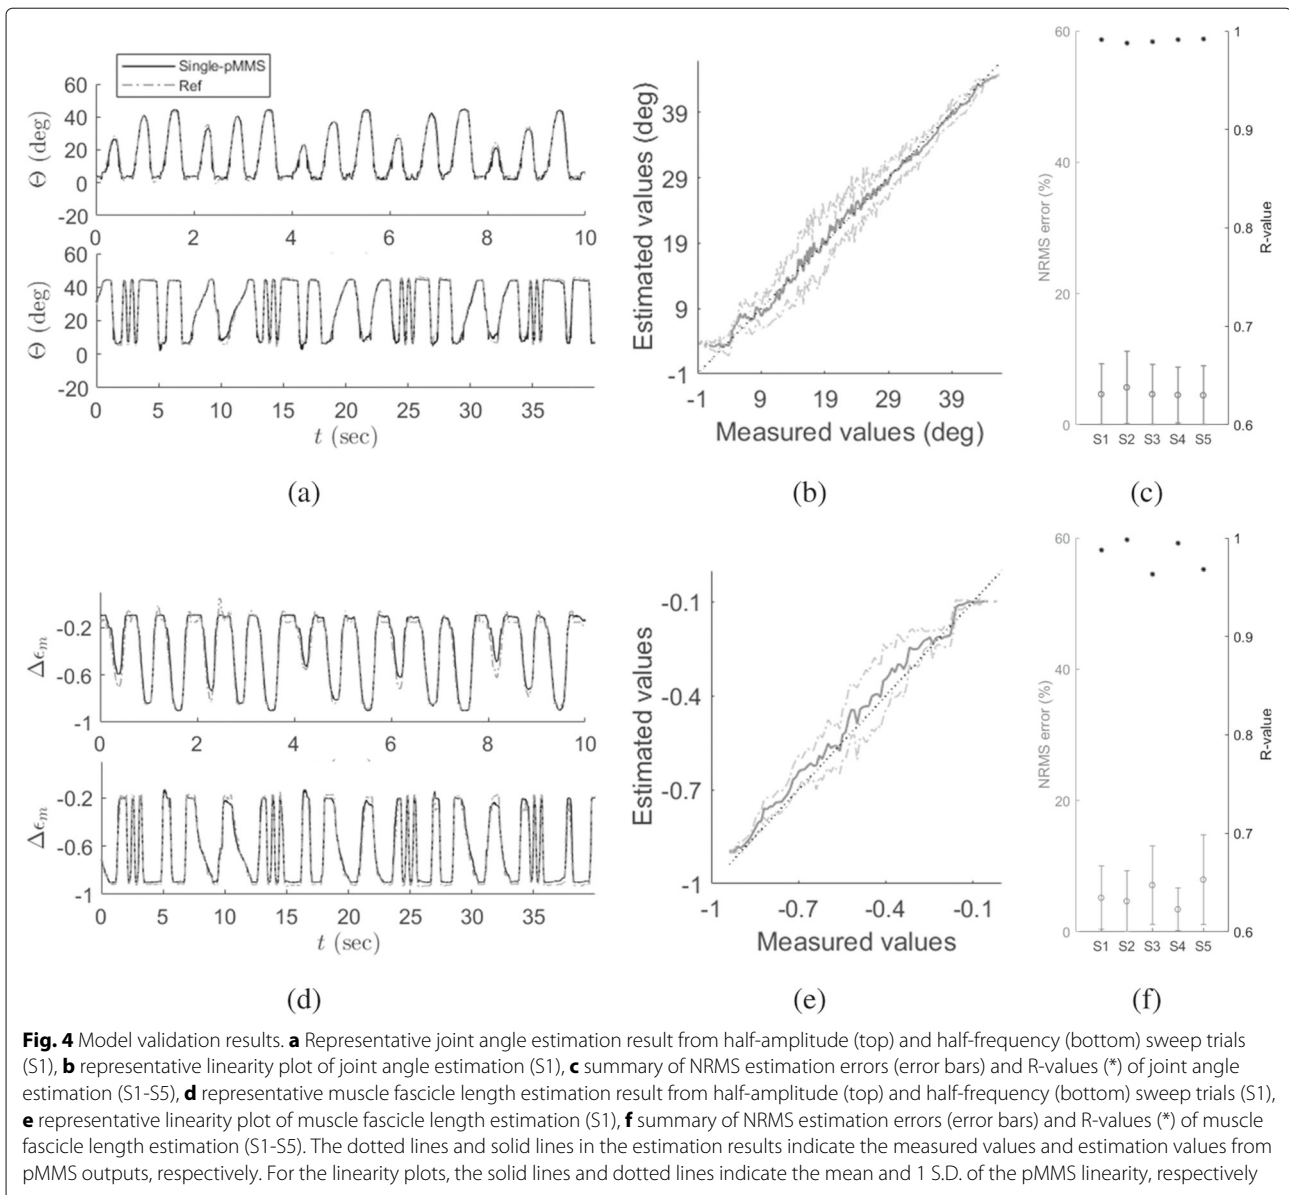 Single-pMMS
Ref
60
40
20
0
-20
Θ (deg)
0 2 4 6 8 10
60
40
20
0
-20
Θ (deg)
0 5 10 15 20 25 30 35
t (sec)
(a)
Estimated values (deg)
39
29
19
9
-1
-1 9 19 29 39
Measured values (deg)
(b)
NRMS error (%)
60
40
20
0
1
0.9
0.8
0.7
0.6
R-value
S1 S2 S3 S4 S5
(c)
Δϵm
-0.2
-0.6
-1
0 2 4 6 8 10
Δϵm
-0.2
-0.6
-1
0 5 10 15 20 25 30 35
t (sec)
(d)
Estimated values
-0.1
-0.4
-0.7
-1
-1 -0.7 -0.4 -0.1
Measured values
(e)
NRMS error (%)
60
40
20
0
1
0.9
0.8
0.7
0.6
R-value
S1 S2 S3 S4 S5
(f)
Fig. 4 Model validation results. a Representative joint angle estimation result from half-amplitude (top) and half-frequency (bottom) sweep trials
(S1), b representative linearity plot of joint angle estimation (S1), c summary of NRMS estimation errors (error bars) and R-values (*) of joint angle
estimation (S1-S5), d representative muscle fascicle length estimation result from half-amplitude (top) and half-frequency (bottom) sweep trials (S1),
e representative linearity plot of muscle fascicle length estimation (S1), f summary of NRMS estimation errors (error bars) and R-values (*) of muscle
fascicle length estimation (S1-S5). The dotted lines and solid lines in the estimation results indicate the measured values and estimation values from
pMMS outputs, respectively. For the linearity plots, the solid lines and dotted lines indicate the mean and 1 S.D. of the pMMS linearity, respectively